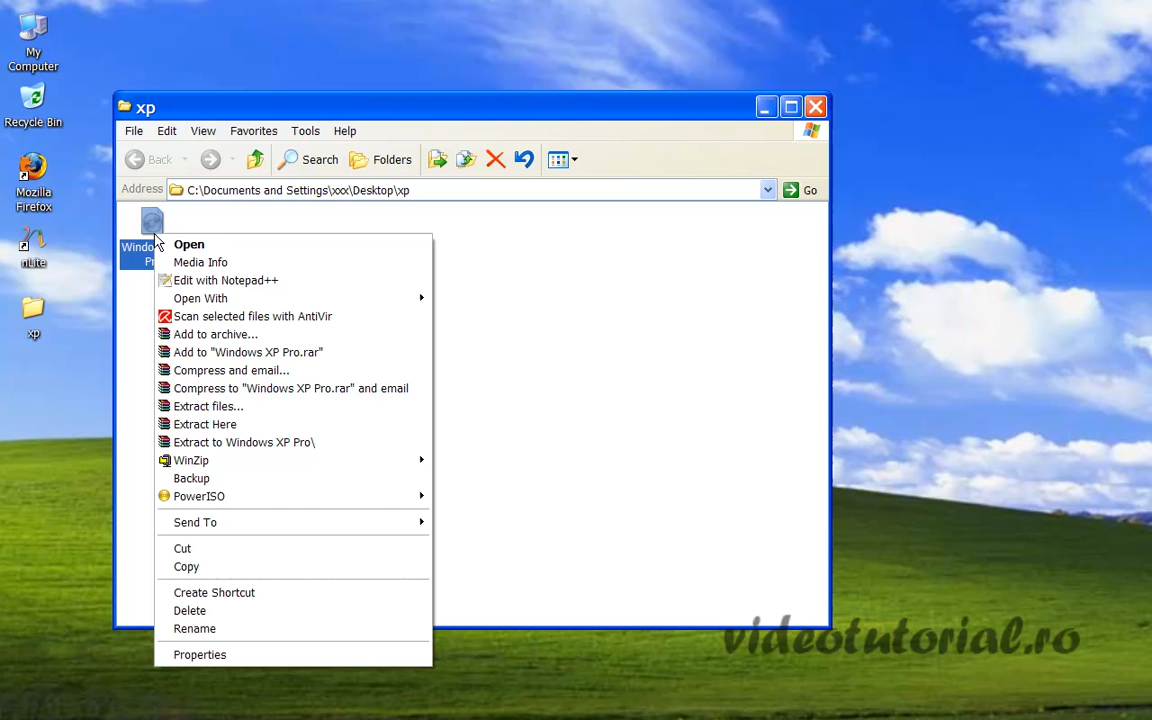 My
Computer
Recycle Bin
Mozilla
Firefox
nLite
xp
xp
File Edit View Favorites Tools Help
Back Search Folders
Address C:\Documents and Settings\xxx\Desktop\xp Go
Open
Media Info
Edit with Notepad++
Open With
Scan selected files with AntiVir
Add to archive...
Add to "Windows XP Pro.rar"
Compress and email...
Compress to "Windows XP Pro.rar" and email
Extract files...
Extract Here
Extract to Windows XP Pro\
WinZip
Backup
PowerISO
Send To
Cut
Copy
Create Shortcut
Delete
Rename
Properties
videotutorial.ro